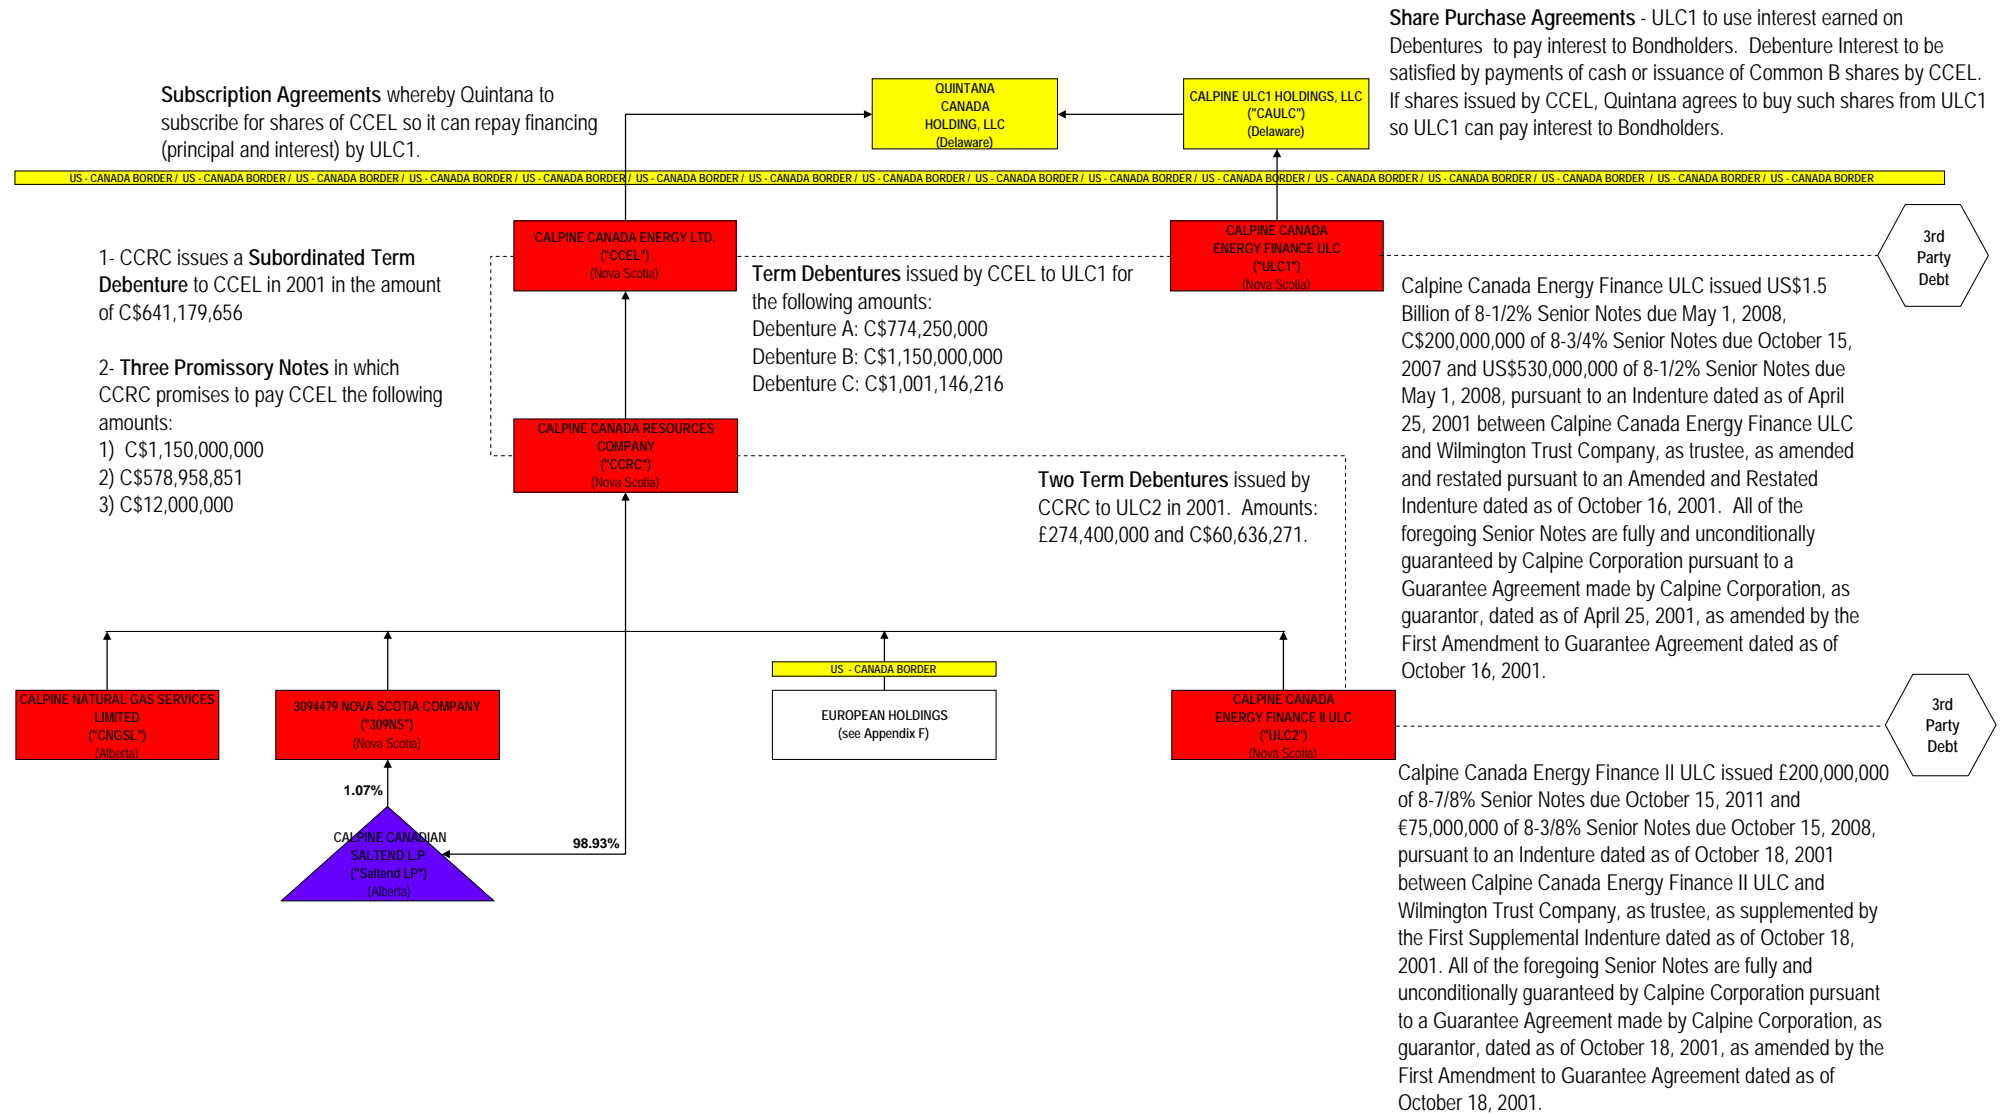 Share Purchase Agreements - ULC1 to use interest earned on
Debentures to pay interest to Bondholders. Debenture Interest to be
satisfied by payments of cash or issuance of Common B shares by CCEL.
If shares issued by CCEL, Quintana agrees to buy such shares from ULC1
so ULC1 can pay interest to Bondholders.
Subscription Agreements whereby Quintana to
subscribe for shares of CCEL so it can repay financing
(principal and interest) by ULC1.
QUINTANA
CANADA
HOLDING, LLC
(Delaware)
CALPINE ULC1 HOLDINGS, LLC
("CAULC")
(Delaware)
US - CANADA BORDER / US - CANADA BORDER / US - CANADA BORDER / US - CANADA BORDER / US - CANADA BORDER / US - CANADA BORDER / US - CANADA BORDER / US - CANADA BORDER / US - CANADA BORDER / US - CANADA BORDER / US - CANADA BORDER / US - CANADA BORDER / US - CANADA BORDER / US - CANADA BORDER / US - CANADA BORDER / US - CANADA BORDER
CALPINE CANADA ENERGY LTD.
("CCEL")
(Nova Scotia)
CALPINE CANADA
ENERGY FINANCE ULC
("ULC1")
(Nova Scotia)
3rd
Party
Debt
1- CCRC issues a Subordinated Term
Debenture to CCEL in 2001 in the amount
of C$641,179,656
2- Three Promissory Notes in which
CCRC promises to pay CCEL the following
amounts:
1) C$1,150,000,000
2) C$578,958,851
3) C$12,000,000
Term Debentures issued by CCEL to ULC1 for
the following amounts:
Debenture A: C$774,250,000
Debenture B: C$1,150,000,000
Debenture C: C$1,001,146,216
Calpine Canada Energy Finance ULC issued US$1.5
Billion of 8-1/2% Senior Notes due May 1, 2008,
C$200,000,000 of 8-3/4% Senior Notes due October 15,
2007 and US$530,000,000 of 8-1/2% Senior Notes due
May 1, 2008, pursuant to an Indenture dated as of April
25, 2001 between Calpine Canada Energy Finance ULC
and Wilmington Trust Company, as trustee, as amended
and restated pursuant to an Amended and Restated
Indenture dated as of October 16, 2001. All of the
foregoing Senior Notes are fully and unconditionally
guaranteed by Calpine Corporation pursuant to a
Guarantee Agreement made by Calpine Corporation, as
guarantor, dated as of April 25, 2001, as amended by the
First Amendment to Guarantee Agreement dated as of
October 16, 2001.
CALPINE CANADA RESOURCES
COMPANY
("CCRC")
(Nova Scotia)
Two Term Debentures issued by
CCRC to ULC2 in 2001. Amounts:
£274,400,000 and C$60,636,271.
CALPINE NATURAL GAS SERVICES
LIMITED
("CNGSL")
(Alberta)
3094479 NOVA SCOTIA COMPANY
("309NS")
(Nova Scotia)
US - CANADA BORDER
EUROPEAN HOLDINGS
(see Appendix F)
CALPINE CANADA
ENERGY FINANCE II ULC
("ULC2")
(Nova Scotia)
3rd
Party
Debt
1.07%
98.93%
CALPINE CANADIAN
SALTEND L.P.
("Saltend LP")
(Alberta)
Calpine Canada Energy Finance II ULC issued £200,000,000
of 8-7/8% Senior Notes due October 15, 2011 and
€75,000,000 of 8-3/8% Senior Notes due October 15, 2008,
pursuant to an Indenture dated as of October 18, 2001
between Calpine Canada Energy Finance II ULC and
Wilmington Trust Company, as trustee, as supplemented by
the First Supplemental Indenture dated as of October 18,
2001. All of the foregoing Senior Notes are fully and
unconditionally guaranteed by Calpine Corporation pursuant
to a Guarantee Agreement made by Calpine Corporation, as
guarantor, dated as of October 18, 2001, as amended by the
First Amendment to Guarantee Agreement dated as of
October 18, 2001.